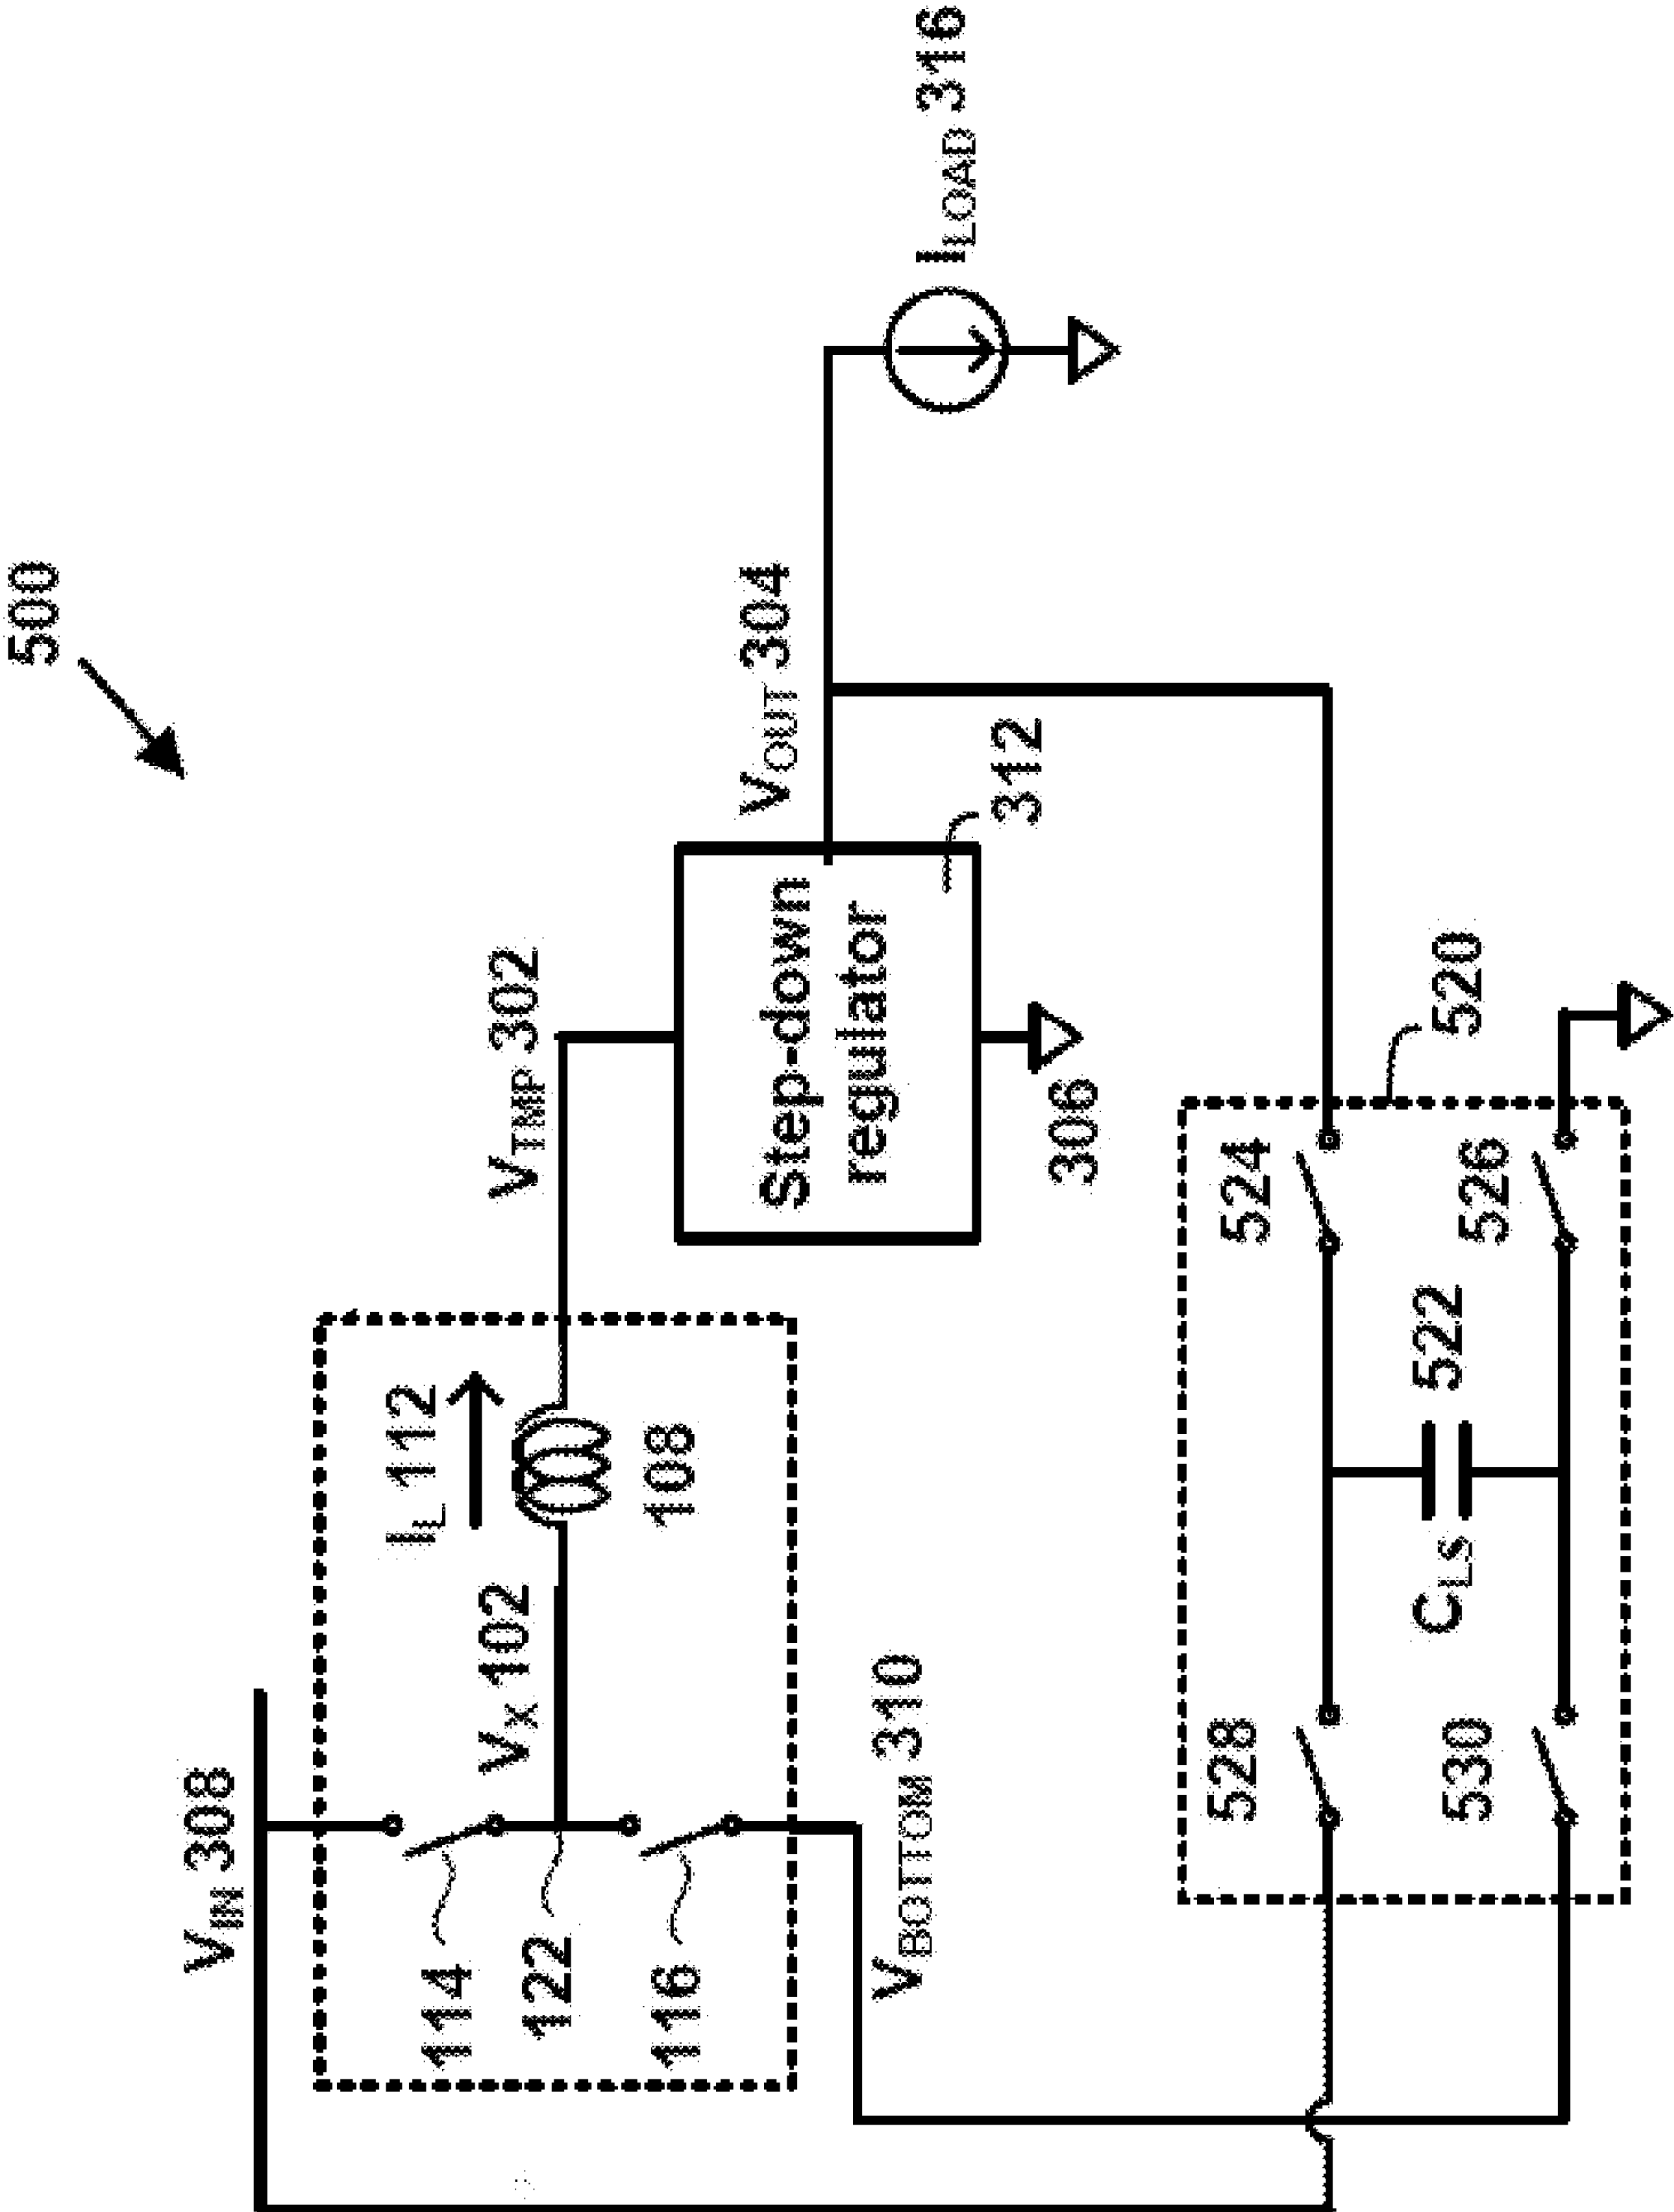 500
V_IN 308
I_L 112
V_X 102
114
122
116
108
V_TMP 302
Step-down
regulator
V_OUT 304
312
306
I_LOAD 316
V_BOTTOM 310
520
528
524
C_LS 522
530
526